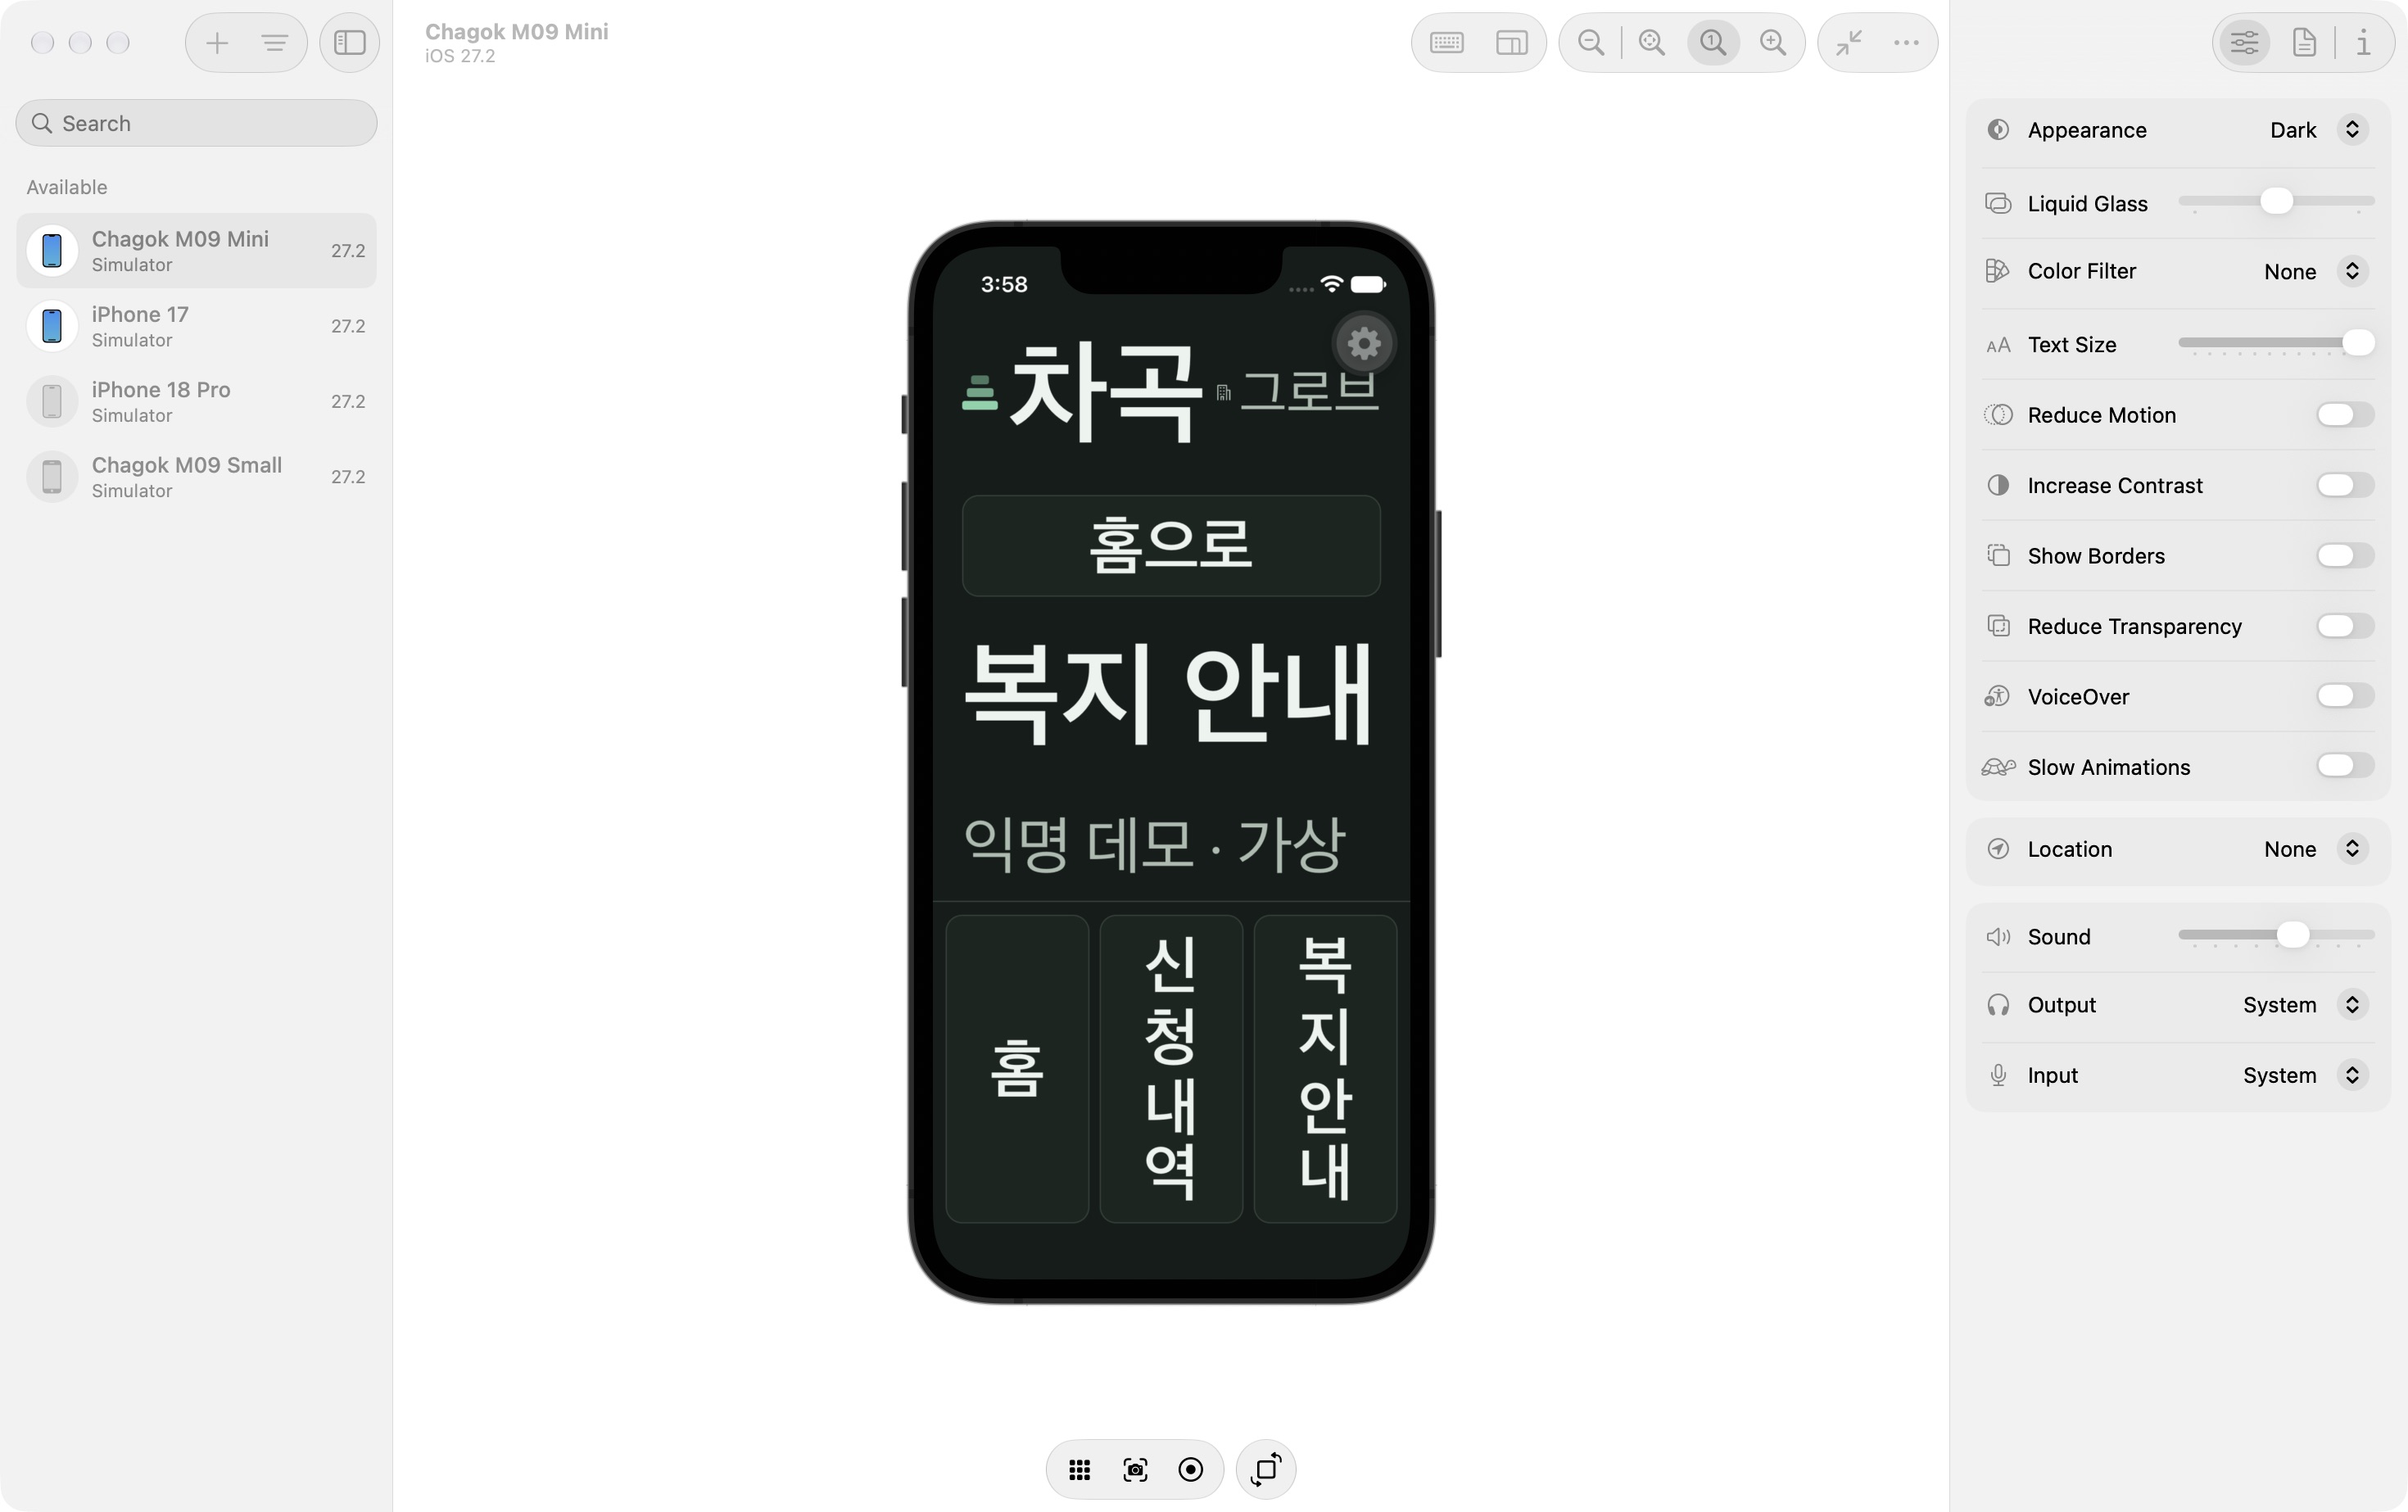 Chagok M09 Mini
iOS 27.2
Search
Available
Chagok M09 Mini
Simulator
27.2
iPhone 17
Simulator
27.2
iPhone 18 Pro
Simulator
27.2
Chagok M09 Small
Simulator
27.2
3:58
차곡 그로브
홈으로
복지 안내
익명 데모 · 가상
홈
신
청
내
역
복
지
안
내
Appearance Dark
Liquid Glass
Color Filter None
Text Size
Reduce Motion
Increase Contrast
Show Borders
Reduce Transparency
VoiceOver
Slow Animations
Location None
Sound
Output System
Input System